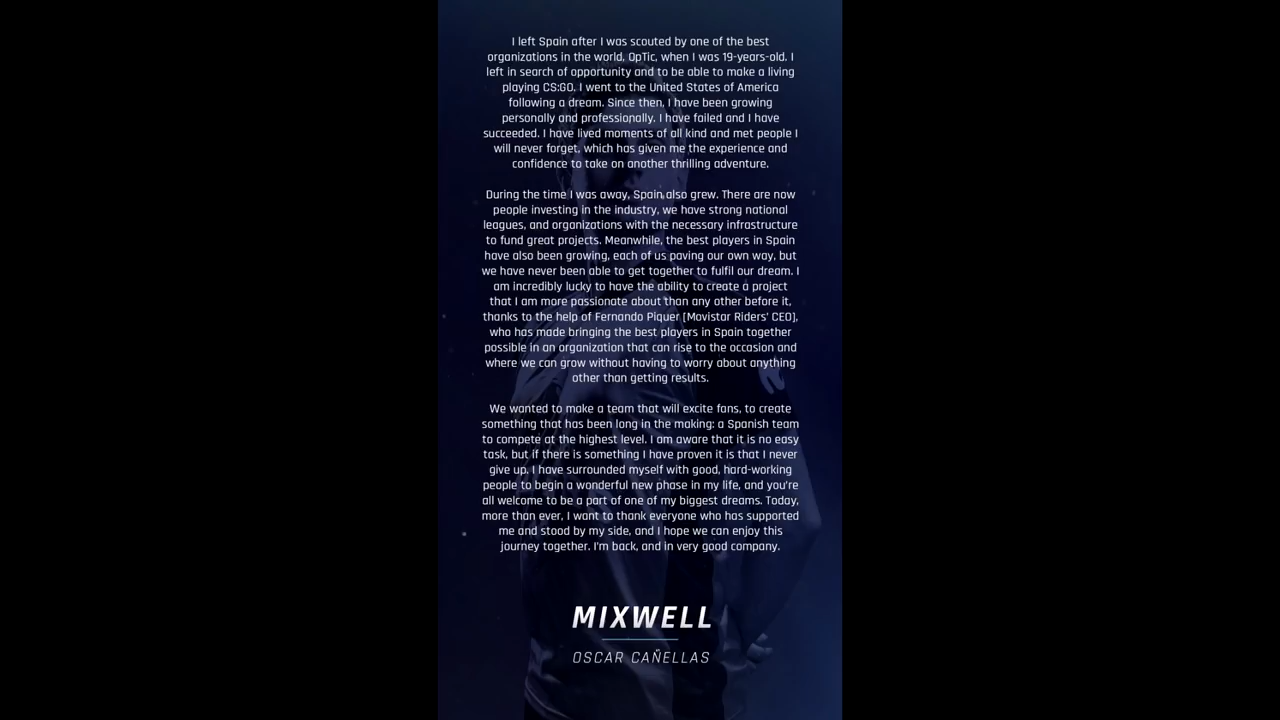 I left Spain after I was scouted by one of the best
organizations in the world, OpTic, when I was 19-years-old. I
left in search of opportunity and to be able to make a living
playing CS:GO. I went to the United States of America
following a dream. Since then, I have been growing
personally and professionally. I have failed and I have
succeeded. I have lived moments of all kind and met people I
will never forget, which has given me the experience and
confidence to take on another thrilling adventure.
During the time I was away, Spain also grew. There are now
people investing in the industry, we have strong national
leagues, and organizations with the necessary infrastructure
to fund great projects. Meanwhile, the best players in Spain
have also been growing, each of us paving our own way, but
we have never been able to get together to fulfil our dream. I
am incredibly lucky to have the ability to create a project
that I am more passionate about than any other before it,
thanks to the help of Fernando Piquer [Movistar Riders' CEO],
who has made bringing the best players in Spain together
possible in an organization that can rise to the occasion and
where we can grow without having to worry about anything
other than getting results.
We wanted to make a team that will excite fans, to create
something that has been long in the making: a Spanish team
to compete at the highest level. I am aware that it is no easy
task, but if there is something I have proven it is that I never
give up. I have surrounded myself with good, hard-working
people to begin a wonderful new phase in my life, and you're
all welcome to be a part of one of my biggest dreams. Today,
more than ever, I want to thank everyone who has supported
me and stood by my side, and I hope we can enjoy this
journey together. I'm back, and in very good company.
MIXWELL
OSCAR CAÑELLAS